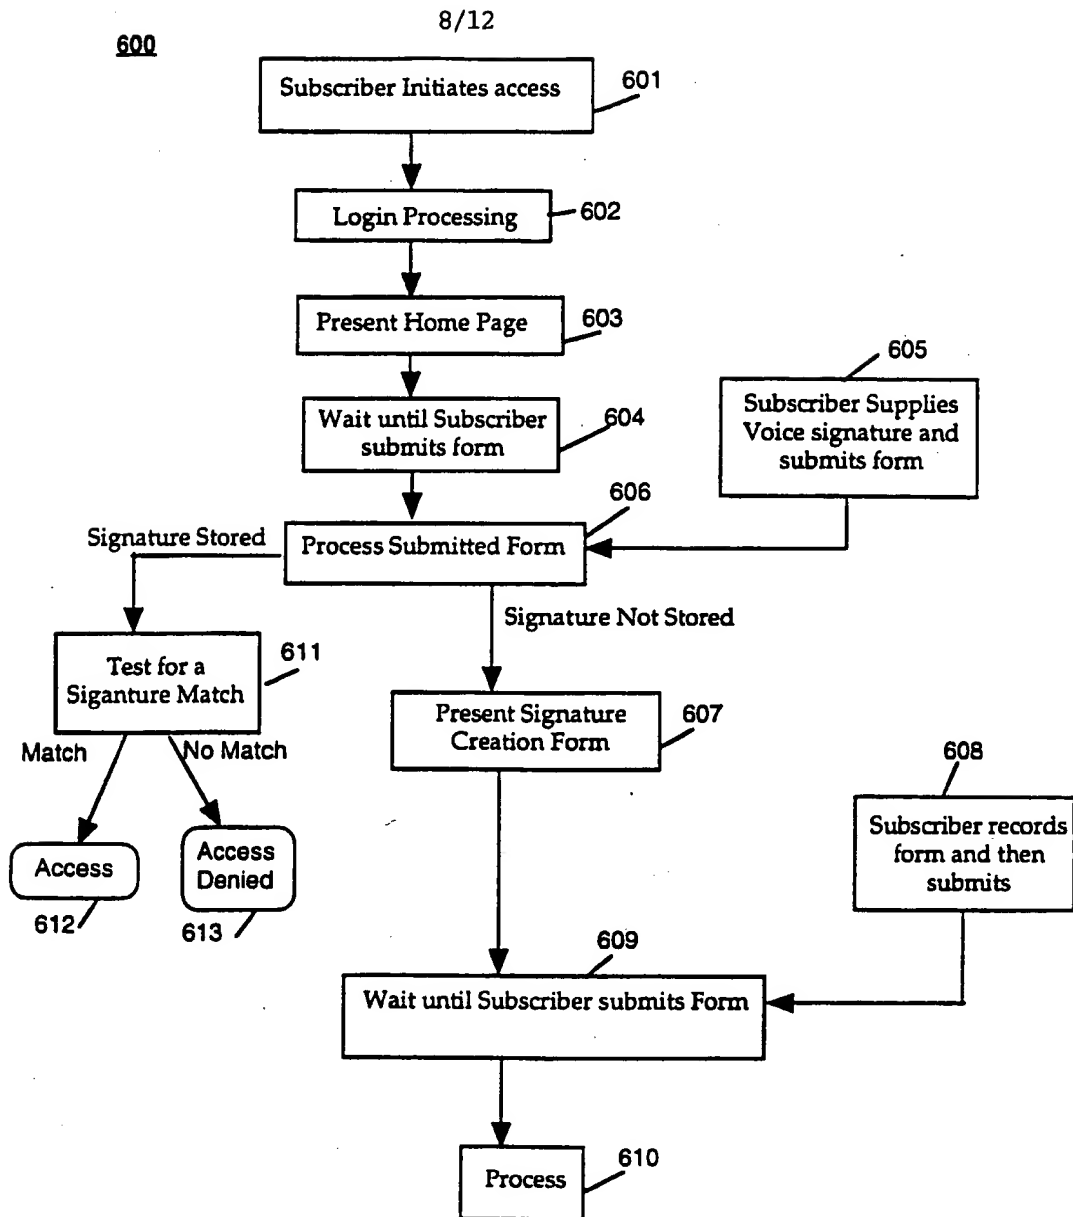 8/12
600
Subscriber Initiates access
601
Login Processing
602
Present Home Page
603
Wait until Subscriber
submits form
604
605
Subscriber Supplies
Voice signature and
submits form
606
Process Submitted Form
Signature Stored
Signature Not Stored
Test for a
Siganture Match
611
Match
No Match
Access
612
Access
Denied
613
Present Signature
Creation Form
607
608
Subscriber records
form and then
submits
609
Wait until Subscriber submits Form
Process
610